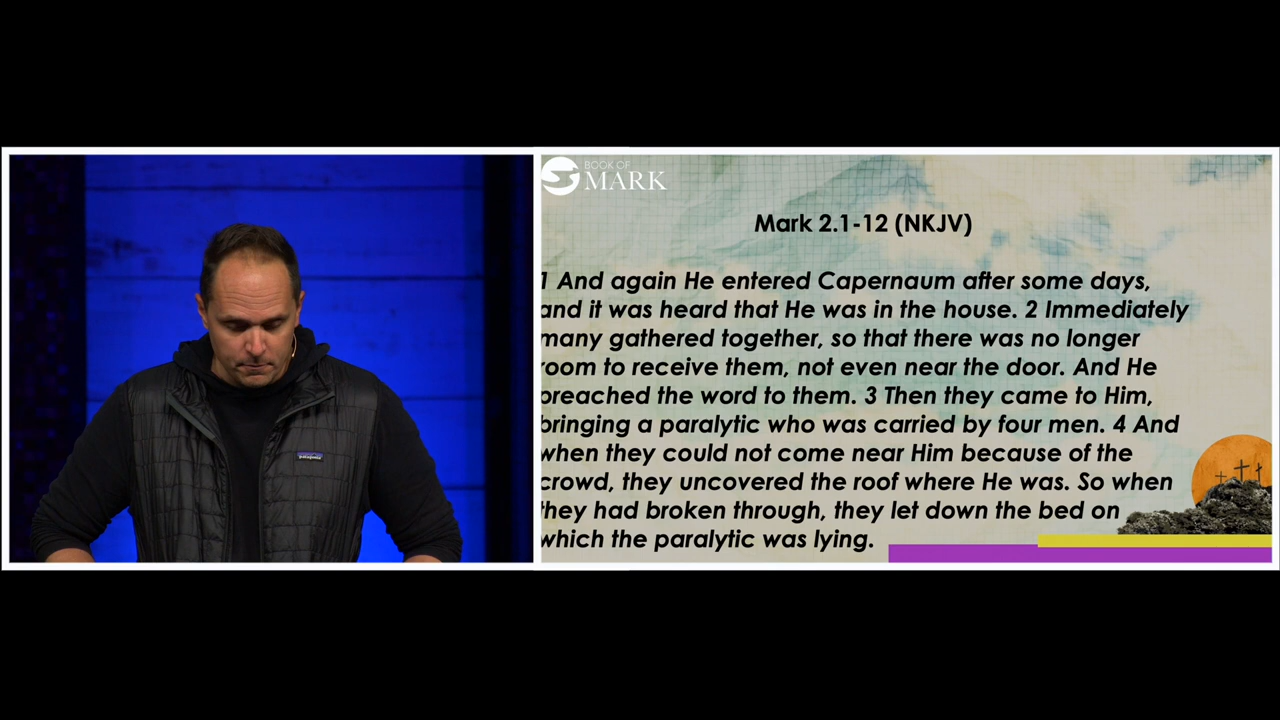 patagonia
BOOK OF
MARK
Mark 2.1-12 (NKJV)
1 And again He entered Capernaum after some days,
and it was heard that He was in the house. 2 Immediately
many gathered together, so that there was no longer
room to receive them, not even near the door. And He
preached the word to them. 3 Then they came to Him,
bringing a paralytic who was carried by four men. 4 And
when they could not come near Him because of the
crowd, they uncovered the roof where He was. So when
they had broken through, they let down the bed on
which the paralytic was lying.